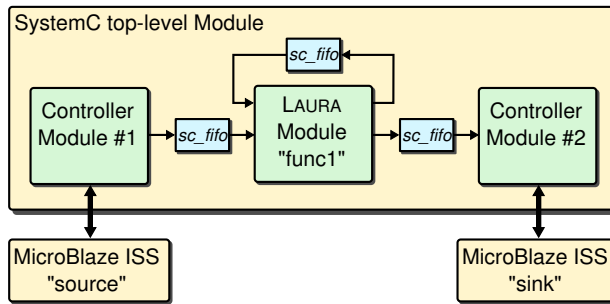 SystemC top-level Module
sc_fifo
Controller
Module #1
sc_fifo
LAURA
Module
"func1"
sc_fifo
Controller
Module #2
MicroBlaze ISS
"source"
MicroBlaze ISS
"sink"